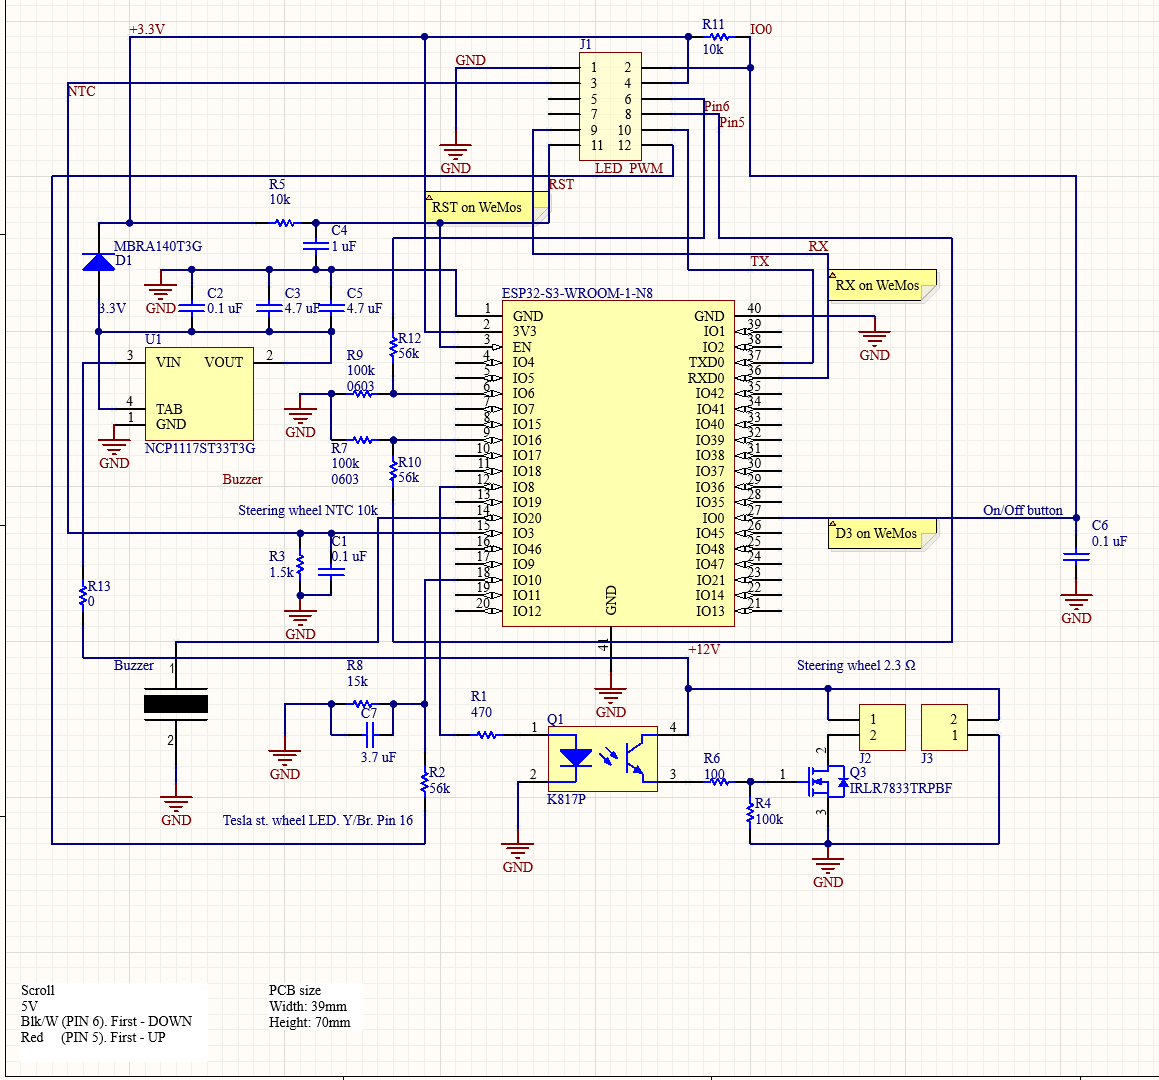 +3.3V
R11
10k
IO0
J1
GND
1 2
3 4
5 6
7 8
9 10
11 12
NTC
Pin6
Pin5
GND
LED PWM
RST
R5
10k
RST on WeMos
C4
1 uF
MBRA140T3G
D1
RX
TX
RX on WeMos
GND
3.3V
C2
0.1 uF
C3
4.7 uF
C5
4.7 uF
ESP32-S3-WROOM-1-N8
U1
3 VIN VOUT 2
4 TAB
1 GND
NCP1117ST33T3G
GND
R12
56k
R9
100k
0603
GND
R7
100k
0603
R10
56k
1 GND GND 40
2 3V3 IO1 39
3 EN IO2 38
4 IO4 TXD0 37
5 IO5 RXD0 36
6 IO6 IO42 35
7 IO7 IO41 34
8 IO15 IO40 33
9 IO16 IO39 32
10 IO17 IO38 31
11 IO18 IO37 30
12 IO8 IO36 29
13 IO19 IO35 28
14 IO20 IO0 27
15 IO3 IO45 26
16 IO46 IO48 25
17 IO9 IO47 24
18 IO10 IO21 23
19 IO11 IO14 22
20 IO12 IO13 21
GND
41
GND
GND
Buzzer
Steering wheel NTC 10k
On/Off button
D3 on WeMos
C6
0.1 uF
GND
R3
1.5k
C1
0.1 uF
GND
R13
0
+12V
Buzzer
1
2
GND
R8
15k
C7
3.7 uF
GND
R1
470
Q1
1
2
4
3
K817P
GND
R2
56k
Tesla st. wheel LED. Y/Br. Pin 16
Steering wheel 2.3 Ω
1
2
J2
2
1
J3
R6
100
R4
100k
1
2
3
Q3
IRLR7833TRPBF
GND
Scroll
5V
Blk/W (PIN 6). First - DOWN
Red (PIN 5). First - UP
PCB size
Width: 39mm
Height: 70mm